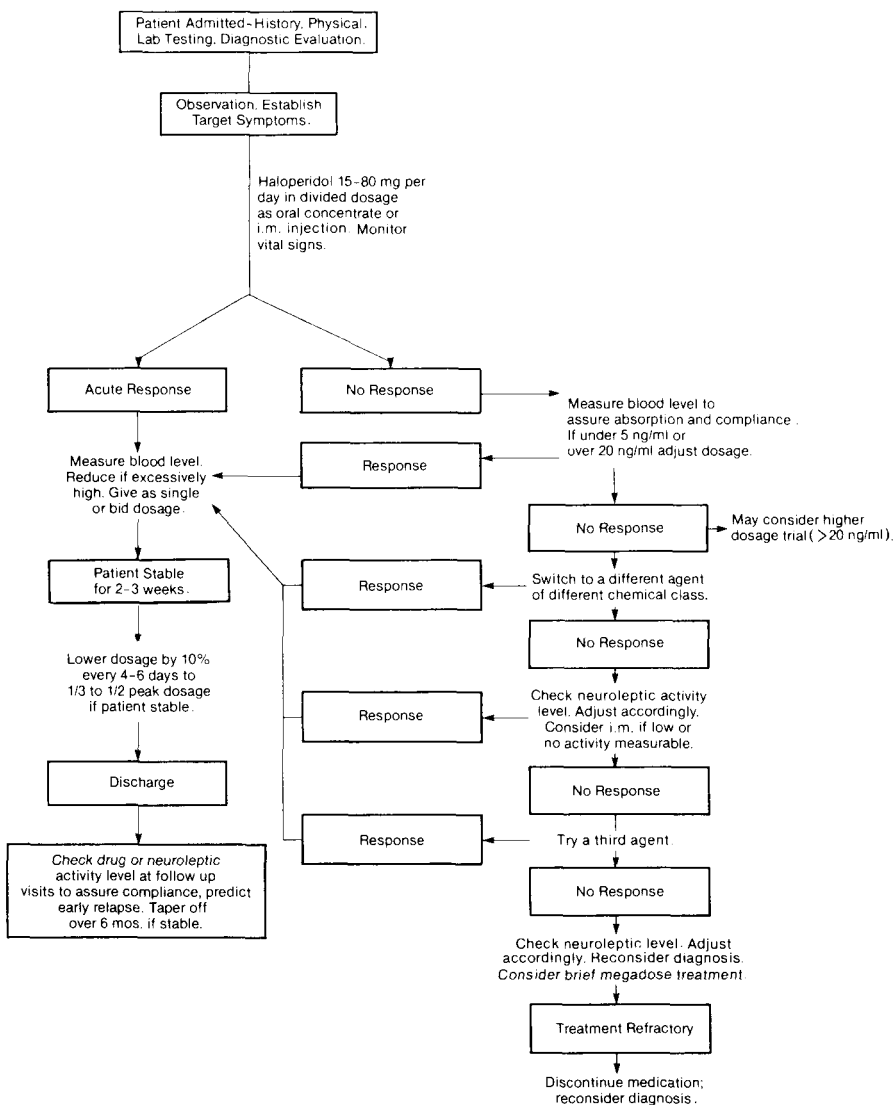 Patient Admitted-History, Physical.
Lab Testing, Diagnostic Evaluation.
Observation. Establish
Target Symptoms.
Haloperidol 15-80 mg per
day in divided dosage
as oral concentrate or
i.m. injection. Monitor
vital signs.
Acute Response
No Response
Measure blood level to
assure absorption and compliance.
If under 5 ng/ml or
over 20 ng/ml adjust dosage.
Response
Measure blood level.
Reduce if excessively
high. Give as single
or bid dosage.
No Response
May consider higher
dosage trial (>20 ng/ml).
Patient Stable
for 2-3 weeks.
Response
Switch to a different agent
of different chemical class.
No Response
Lower dosage by 10%
every 4-6 days to
1/3 to 1/2 peak dosage
if patient stable.
Response
Check neuroleptic activity
level. Adjust accordingly.
Consider i.m. if low or
no activity measurable.
Discharge
No Response
Response
Try a third agent.
Check drug or neuroleptic
activity level at follow up
visits to assure compliance, predict
early relapse. Taper off
over 6 mos. if stable.
No Response
Check neuroleptic level. Adjust
accordingly. Reconsider diagnosis.
Consider brief megadose treatment.
Treatment Refractory
Discontinue medication;
reconsider diagnosis.